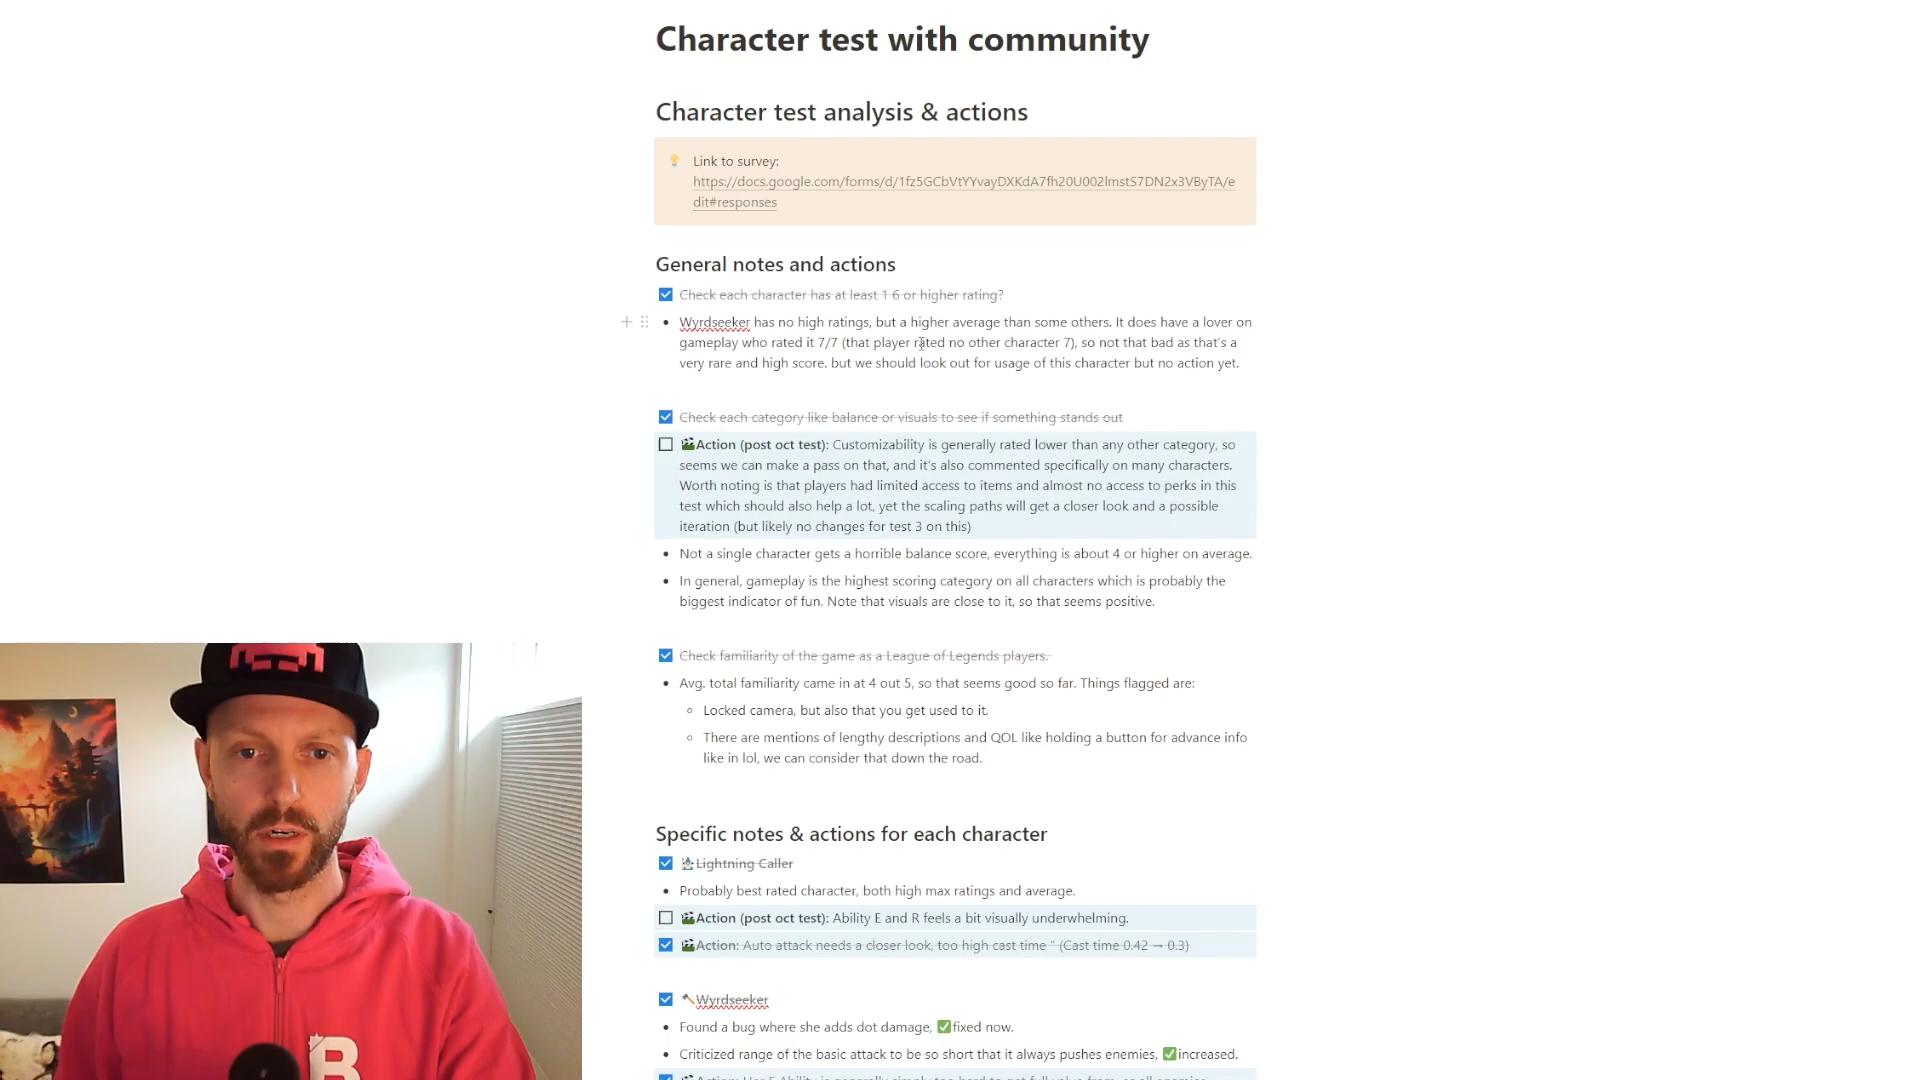 Character test with community
Character test analysis & actions
Link to survey:
https://docs.google.com/forms/d/1fz5GCbVtYYvayDXKdA7fh20U002lmstS7DN2x3VByTA/e
dit#responses
General notes and actions
Check each character has at least 1 6 or higher rating?
Wyrdseeker has no high ratings, but a higher average than some others. It does have a lover on
gameplay who rated it 7/7 (that player rated no other character 7), so not that bad as that's a
very rare and high score. but we should look out for usage of this character but no action yet.
Check each category like balance or visuals to see if something stands out
Action (post oct test): Customizability is generally rated lower than any other category, so
seems we can make a pass on that, and it's also commented specifically on many characters.
Worth noting is that players had limited access to items and almost no access to perks in this
test which should also help a lot, yet the scaling paths will get a closer look and a possible
iteration (but likely no changes for test 3 on this)
Not a single character gets a horrible balance score, everything is about 4 or higher on average.
In general, gameplay is the highest scoring category on all characters which is probably the
biggest indicator of fun. Note that visuals are close to it, so that seems positive.
Check familiarity of the game as a League of Legends players.
Avg. total familiarity came in at 4 out 5, so that seems good so far. Things flagged are:
Locked camera, but also that you get used to it.
There are mentions of lengthy descriptions and QOL like holding a button for advance info
like in lol, we can consider that down the road.
Specific notes & actions for each character
Lightning Caller
Probably best rated character, both high max ratings and average.
Action (post oct test): Ability E and R feels a bit visually underwhelming.
Action: Auto attack needs a closer look, too high cast time " (Cast time 0.42 → 0.3)
Wyrdseeker
Found a bug where she adds dot damage, ✅fixed now.
Criticized range of the basic attack to be so short that it always pushes enemies, ✅increased.
B